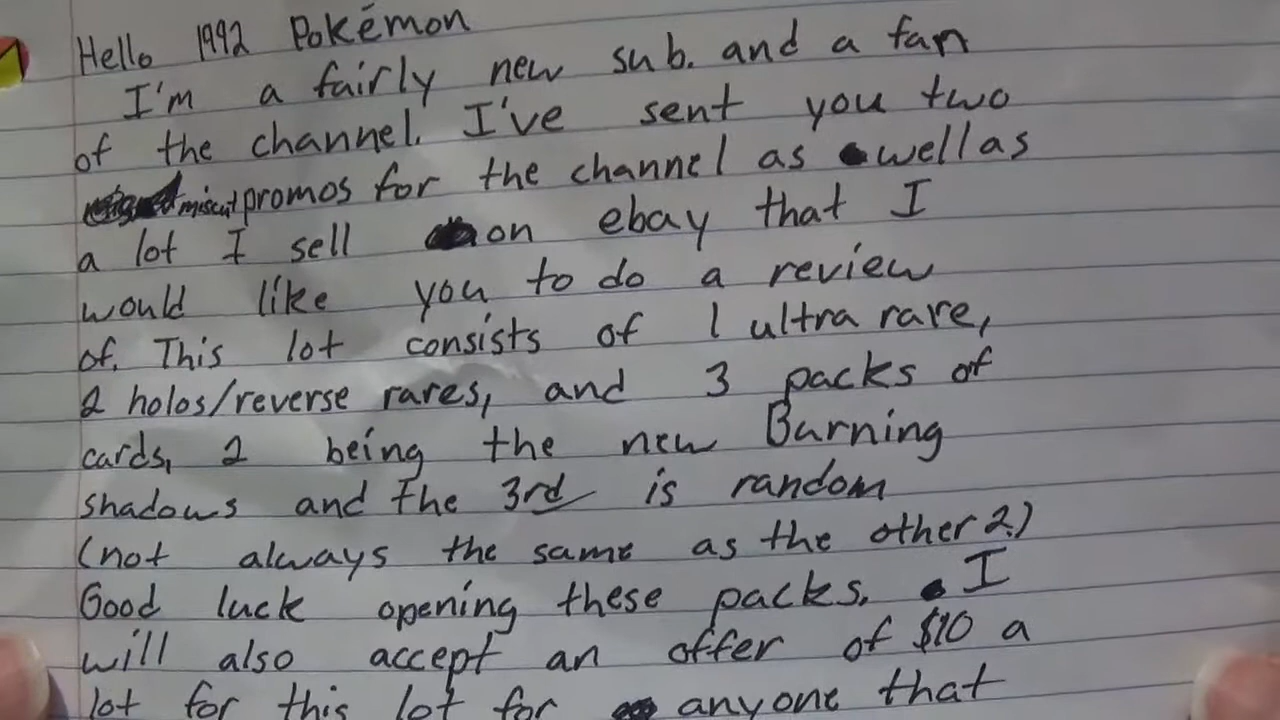 Hello 1992 Pokémon
I'm a fairly new sub. and a fan
of the channel. I've sent you two
miscut promos for the channel as well as
a lot I sell on ebay that I
would like you to do a review
of. This lot consists of 1 ultra rare,
2 holos/reverse rares, and 3 packs of
cards, 2 being the new Burning
shadows and the 3rd is random
(not always the same as the other 2.)
Good luck opening these packs. I
will also accept an offer of $10 a
lot for this lot for anyone that